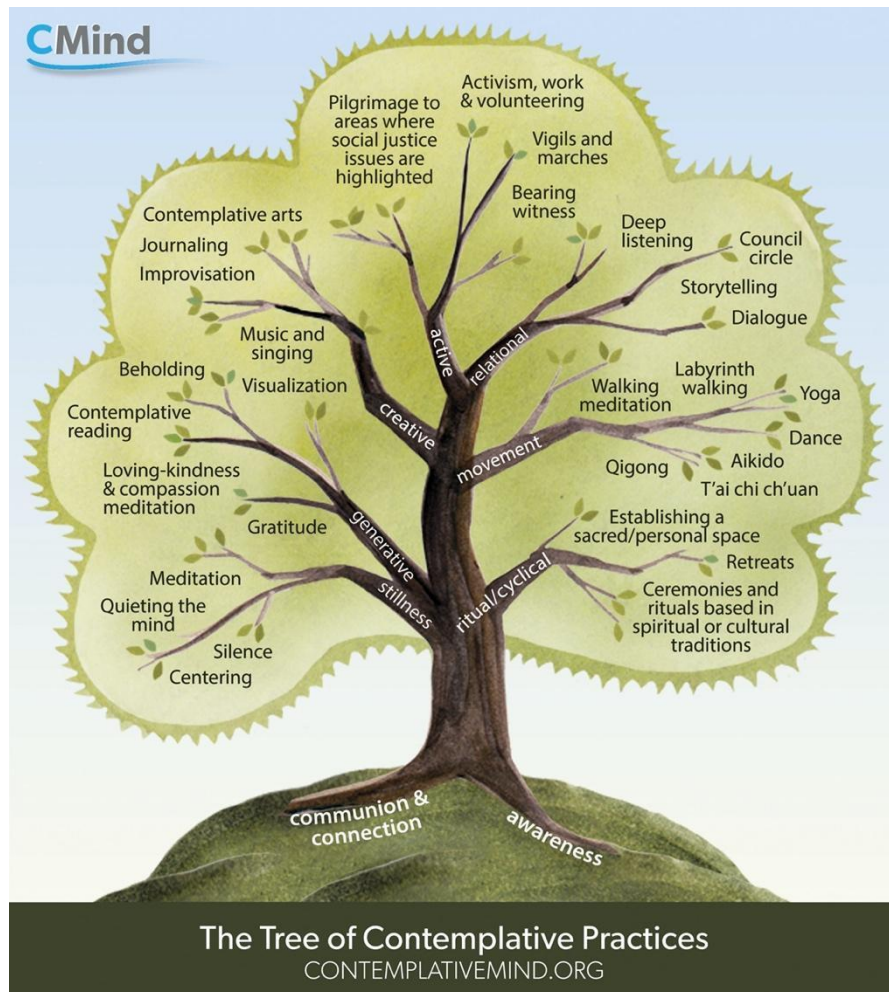 CMind
Activism, work
& volunteering
Pilgrimage to
areas where
social justice
issues are
highlighted
Vigils and
marches
Bearing
witness
Contemplative arts
Journaling
Improvisation
Deep
listening
Council
circle
Storytelling
Dialogue
Music and
singing
active
relational
Beholding
Visualization
Contemplative
reading
creative
Walking
meditation
Labyrinth
walking
Yoga
Dance
movement
Qigong
Aikido
T'ai chi ch'uan
Loving-kindness
& compassion
meditation
Gratitude
generative
Establishing a
sacred/personal space
Retreats
Meditation
stillness
ritual/cyclical
Ceremonies and
rituals based in
spiritual or cultural
traditions
Quieting the
mind
Silence
Centering
communion &
connection
awareness
The Tree of Contemplative Practices
CONTEMPLATIVEMIND.ORG